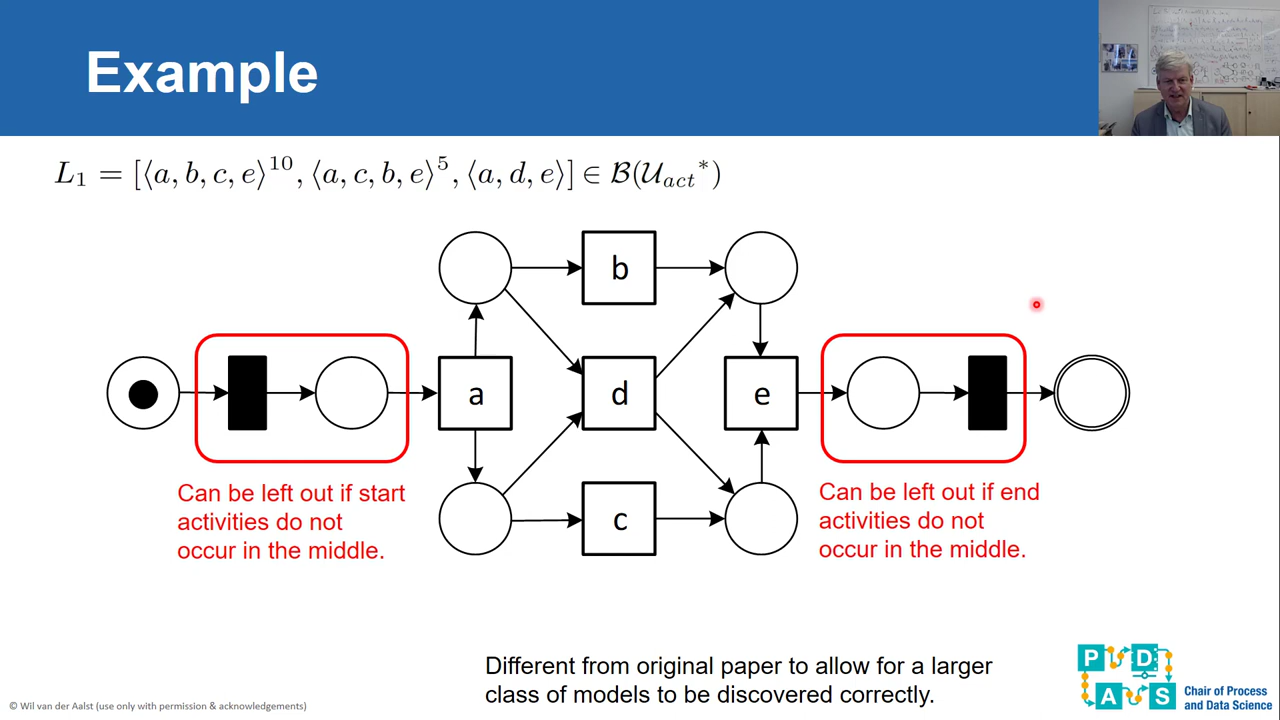 Example
L₁ = [⟨a, b, c, e⟩¹⁰, ⟨a, c, b, e⟩⁵, ⟨a, d, e⟩] ∈ ℬ(𝒰_act*)
b
a
d
e
c
Can be left out if start
activities do not
occur in the middle.
Can be left out if end
activities do not
occur in the middle.
Different from original paper to allow for a larger
class of models to be discovered correctly.
© Wil van der Aalst (use only with permission & acknowledgements)
P D
A S
Chair of Process
and Data Science